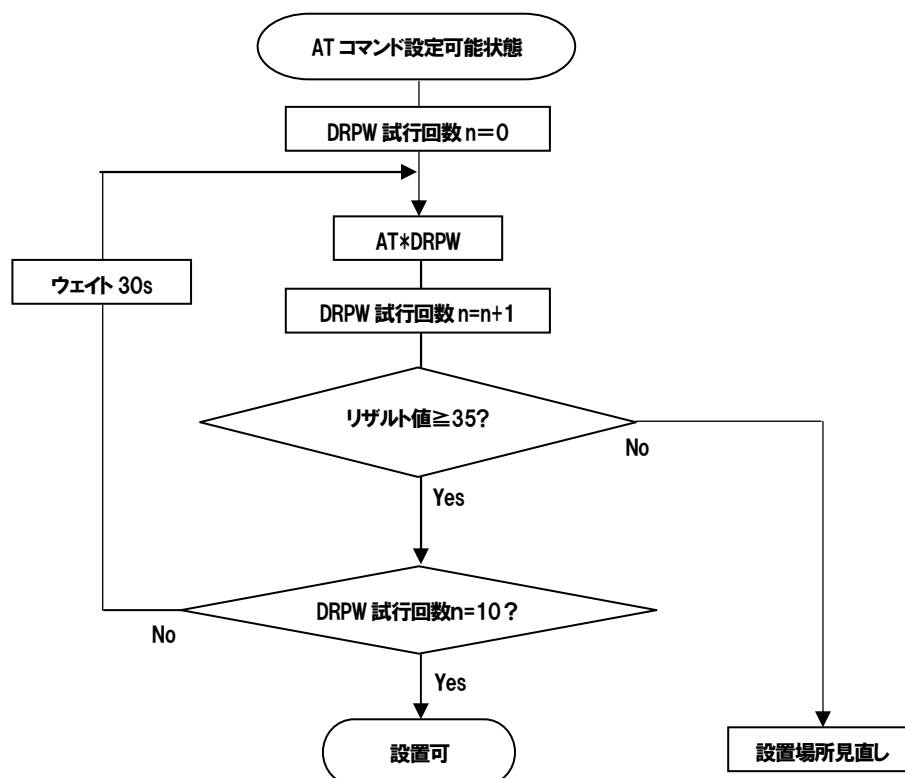 AT コマンド設定可能状態
DRPW 試行回数 n=0
AT*DRPW
ウェイト 30s
DRPW 試行回数 n=n+1
リザルト値≧35?
No
Yes
DRPW 試行回数n=10?
No
Yes
設置可
設置場所見直し